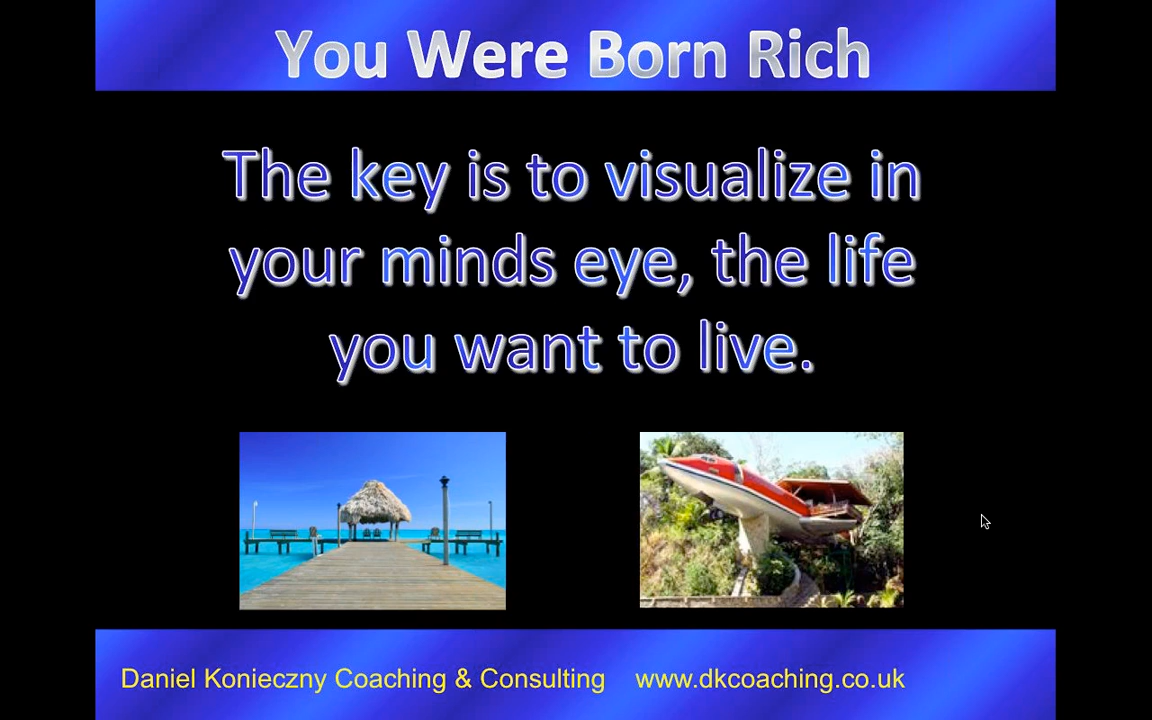 You Were Born Rich
The key is to visualize in
your minds eye, the life
you want to live.
Daniel Konieczny Coaching & Consulting www.dkcoaching.co.uk